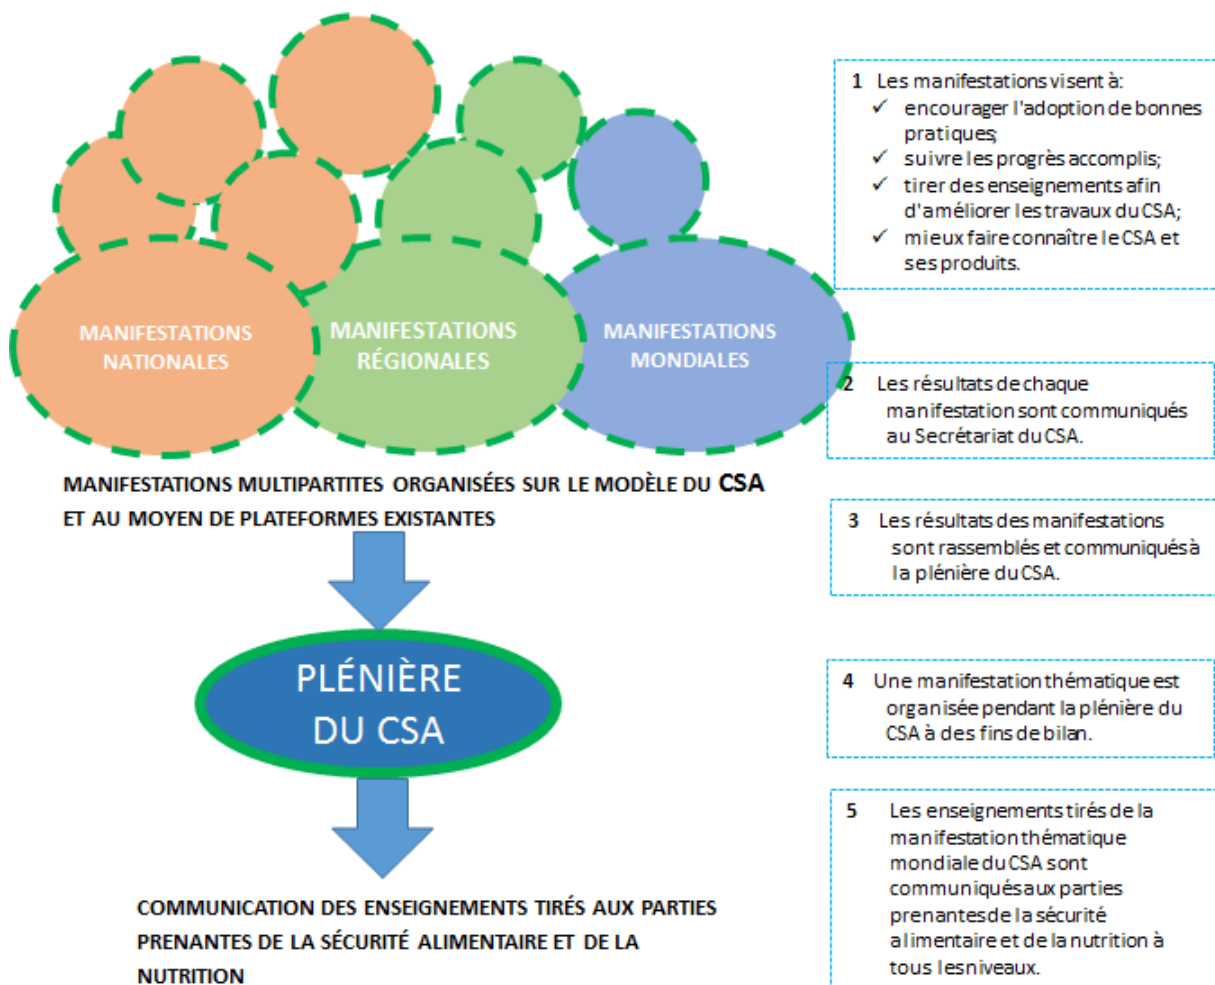 MANIFESTATIONS
NATIONALES
MANIFESTATIONS
RÉGIONALES
MANIFESTATIONS
MONDIALES
MANIFESTATIONS MULTIPARTITES ORGANISÉES SUR LE MODÈLE DU CSA
ET AU MOYEN DE PLATEFORMES EXISTANTES
PLÉNIÈRE
DU CSA
COMMUNICATION DES ENSEIGNEMENTS TIRÉS AUX PARTIES
PRENANTES DE LA SÉCURITÉ ALIMENTAIRE ET DE LA
NUTRITION
1 Les manifestations visent à:
✓ encourager l'adoption de bonnes
pratiques;
✓ suivre les progrès accomplis;
✓ tirer des enseignements afin
d'améliorer les travaux du CSA;
✓ mieux faire connaître le CSA et
ses produits.
2 Les résultats de chaque
manifestation sont communiqués
au Secrétariat du CSA.
3 Les résultats des manifestations
sont rassemblés et communiqués à
la plénière du CSA.
4 Une manifestation thématique est
organisée pendant la plénière du
CSA à des fins de bilan.
5 Les enseignements tirés de la
manifestation thématique
mondiale du CSA sont
communiqués aux parties
prenantes de la sécurité
alimentaire et de la nutrition à
tous les niveaux.